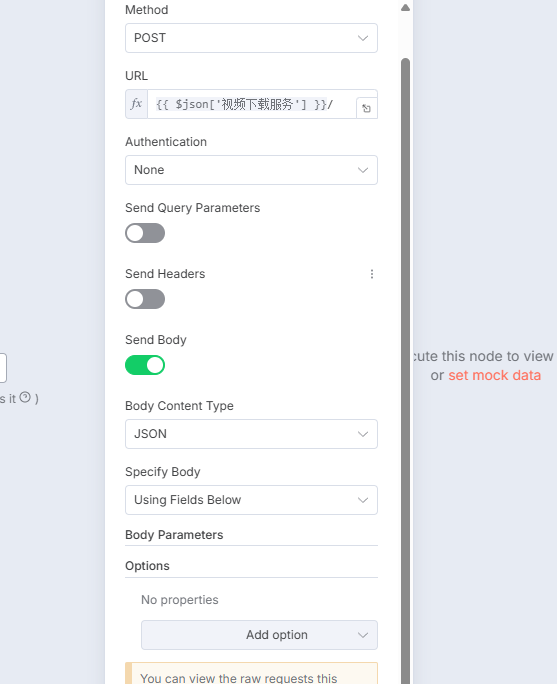 Method
POST
URL
fx {{ $json['视频下载服务'] }}/
Authentication
None
Send Query Parameters
Send Headers
Send Body
Body Content Type
JSON
Specify Body
Using Fields Below
Body Parameters
Options
No properties
Add option
You can view the raw requests this
cute this node to view
or set mock data
s it ? )